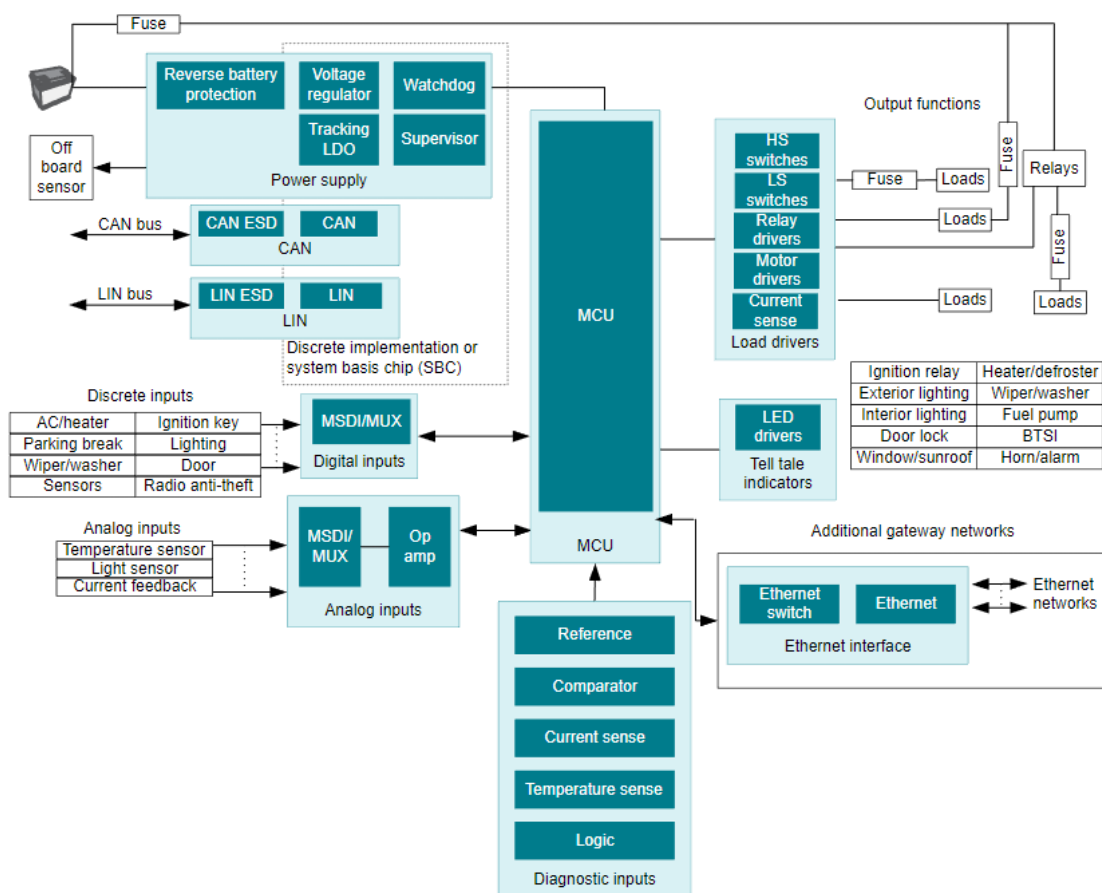 Fuse
Reverse battery
protection
Voltage
regulator
Watchdog
Tracking
LDO
Supervisor
Power supply
Off
board
sensor
CAN bus
CAN ESD
CAN
CAN
LIN bus
LIN ESD
LIN
LIN
Discrete implementation or
system basis chip (SBC)
MCU
MCU
HS
switches
LS
switches
Relay
drivers
Motor
drivers
Current
sense
Load drivers
Output functions
Fuse
Loads
Loads
Fuse
Relays
Fuse
Loads
Loads
Discrete inputs
AC/heater
Ignition key
Parking break
Lighting
Wiper/washer
Door
Sensors
Radio anti-theft
MSDI/MUX
Digital inputs
LED
drivers
Tell tale
indicators
Ignition relay
Heater/defroster
Exterior lighting
Wiper/washer
Interior lighting
Fuel pump
Door lock
BTSI
Window/sunroof
Horn/alarm
Analog inputs
Temperature sensor
Light sensor
Current feedback
MSDI/
MUX
Op
amp
Analog inputs
Additional gateway networks
Ethernet
switch
Ethernet
Ethernet interface
Ethernet
networks
Reference
Comparator
Current sense
Temperature sense
Logic
Diagnostic inputs